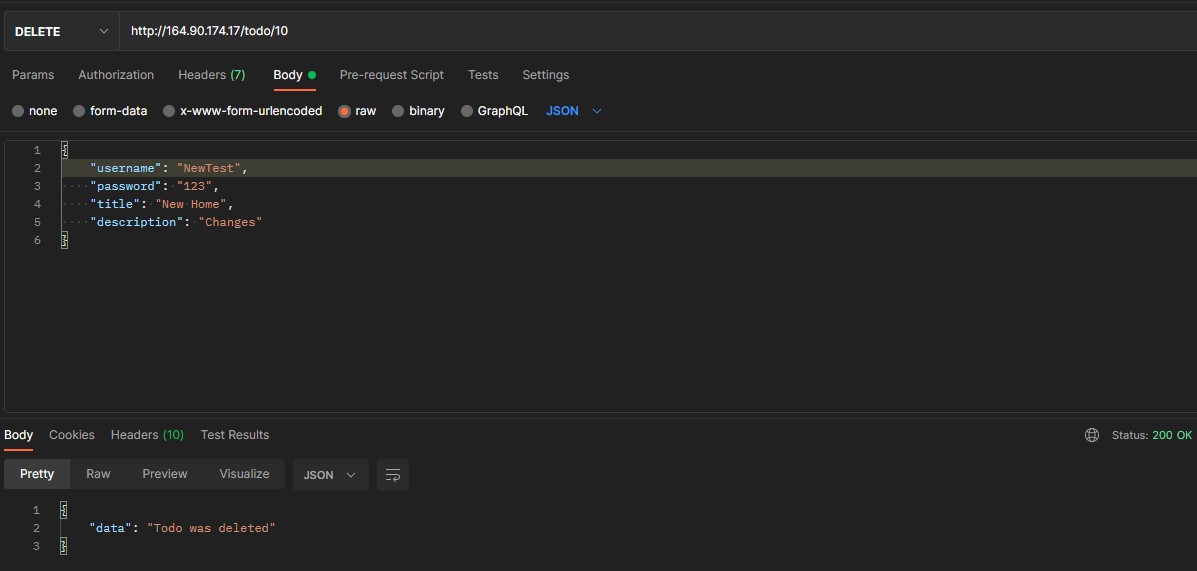 DELETE http://164.90.174.17/todo/10
Params Authorization Headers (7) Body Pre-request Script Tests Settings
none form-data x-www-form-urlencoded raw binary GraphQL JSON
1 {
2 "username": "NewTest",
3 "password": "123",
4 "title": "New Home",
5 "description": "Changes"
6 }
Body Cookies Headers (10) Test Results Status: 200 OK
Pretty Raw Preview Visualize JSON
1 {
2 "data": "Todo was deleted"
3 }